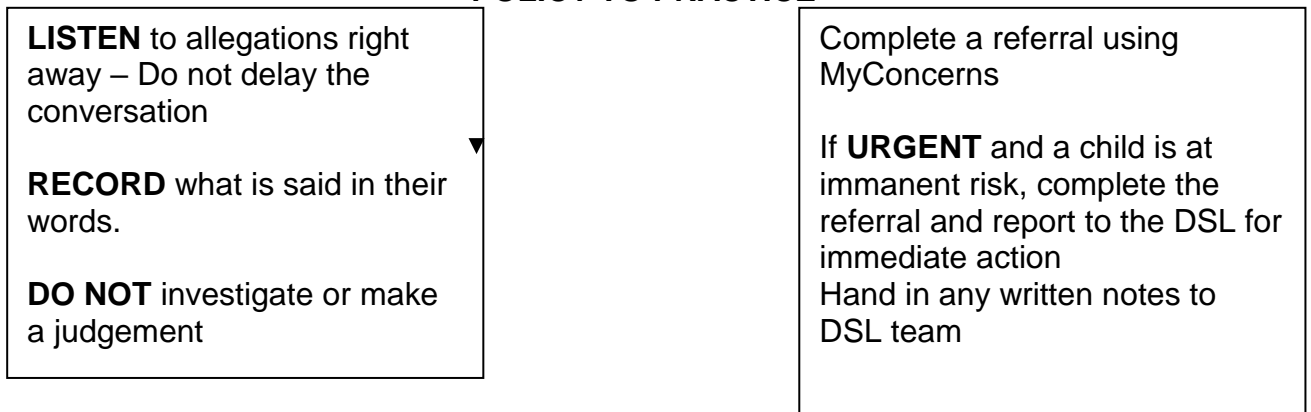 LISTEN to allegations right
away – Do not delay the
conversation
RECORD what is said in their
words.
DO NOT investigate or make
a judgement
Complete a referral using
MyConcerns
If URGENT and a child is at
immanent risk, complete the
referral and report to the DSL for
immediate action
Hand in any written notes to
DSL team